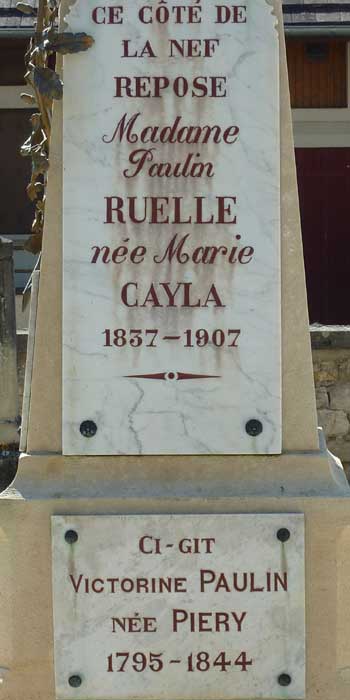 CE CÔTÉ DE
LA NEF
REPOSE
Madame
Paulin
RUELLE
née Marie
CAYLA
1837-1907
CI-GIT
VICTORINE PAULIN
NÉE PIERY
1795-1844